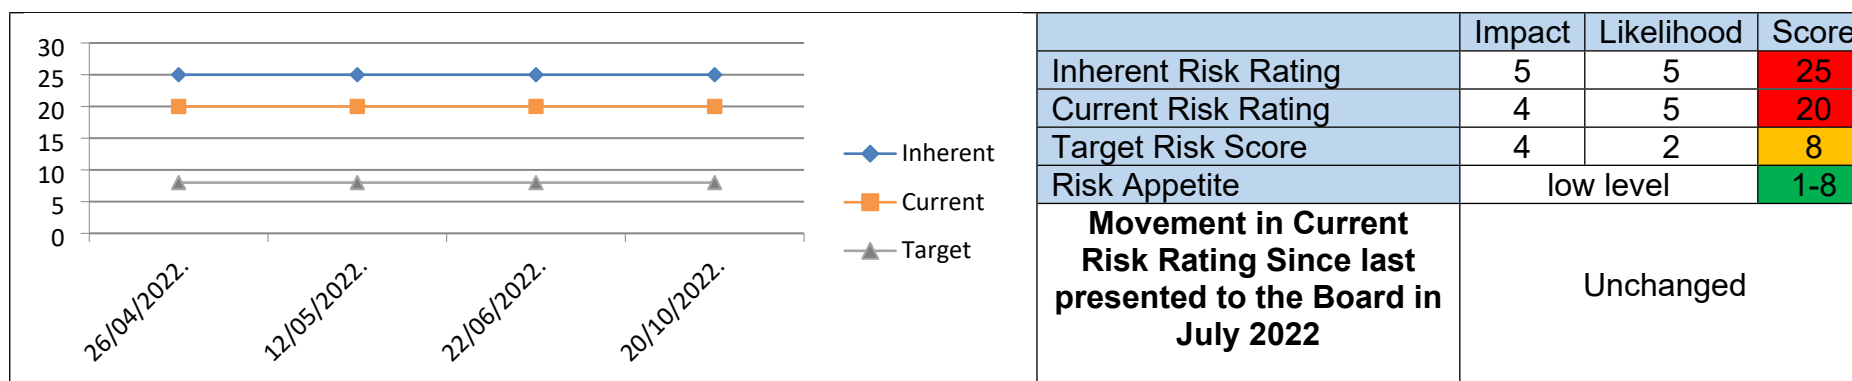 30
25
20
15
10
5
0
26/04/2022.
12/05/2022.
22/06/2022.
20/10/2022.
Inherent
Current
Target
Impact Likelihood Score
Inherent Risk Rating 5 5 25
Current Risk Rating 4 5 20
Target Risk Score 4 2 8
Risk Appetite low level 1-8
Movement in Current
Risk Rating Since last
presented to the Board in
July 2022
Unchanged